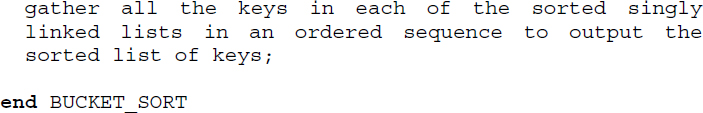 gather all the keys in each of the sorted singly
linked lists in an ordered sequence to output the
sorted list of keys;
end BUCKET_SORT